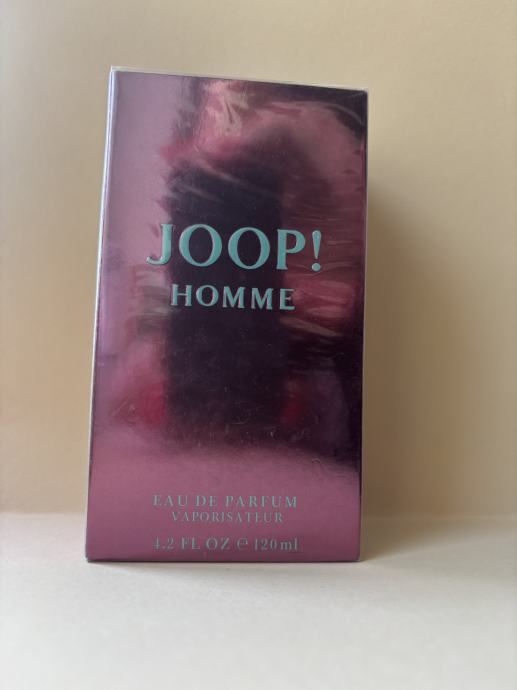 JOOP!
HOMME
EAU DE PARFUM
VAPORISATEUR
4.2 FL OZ ℮ 120ml